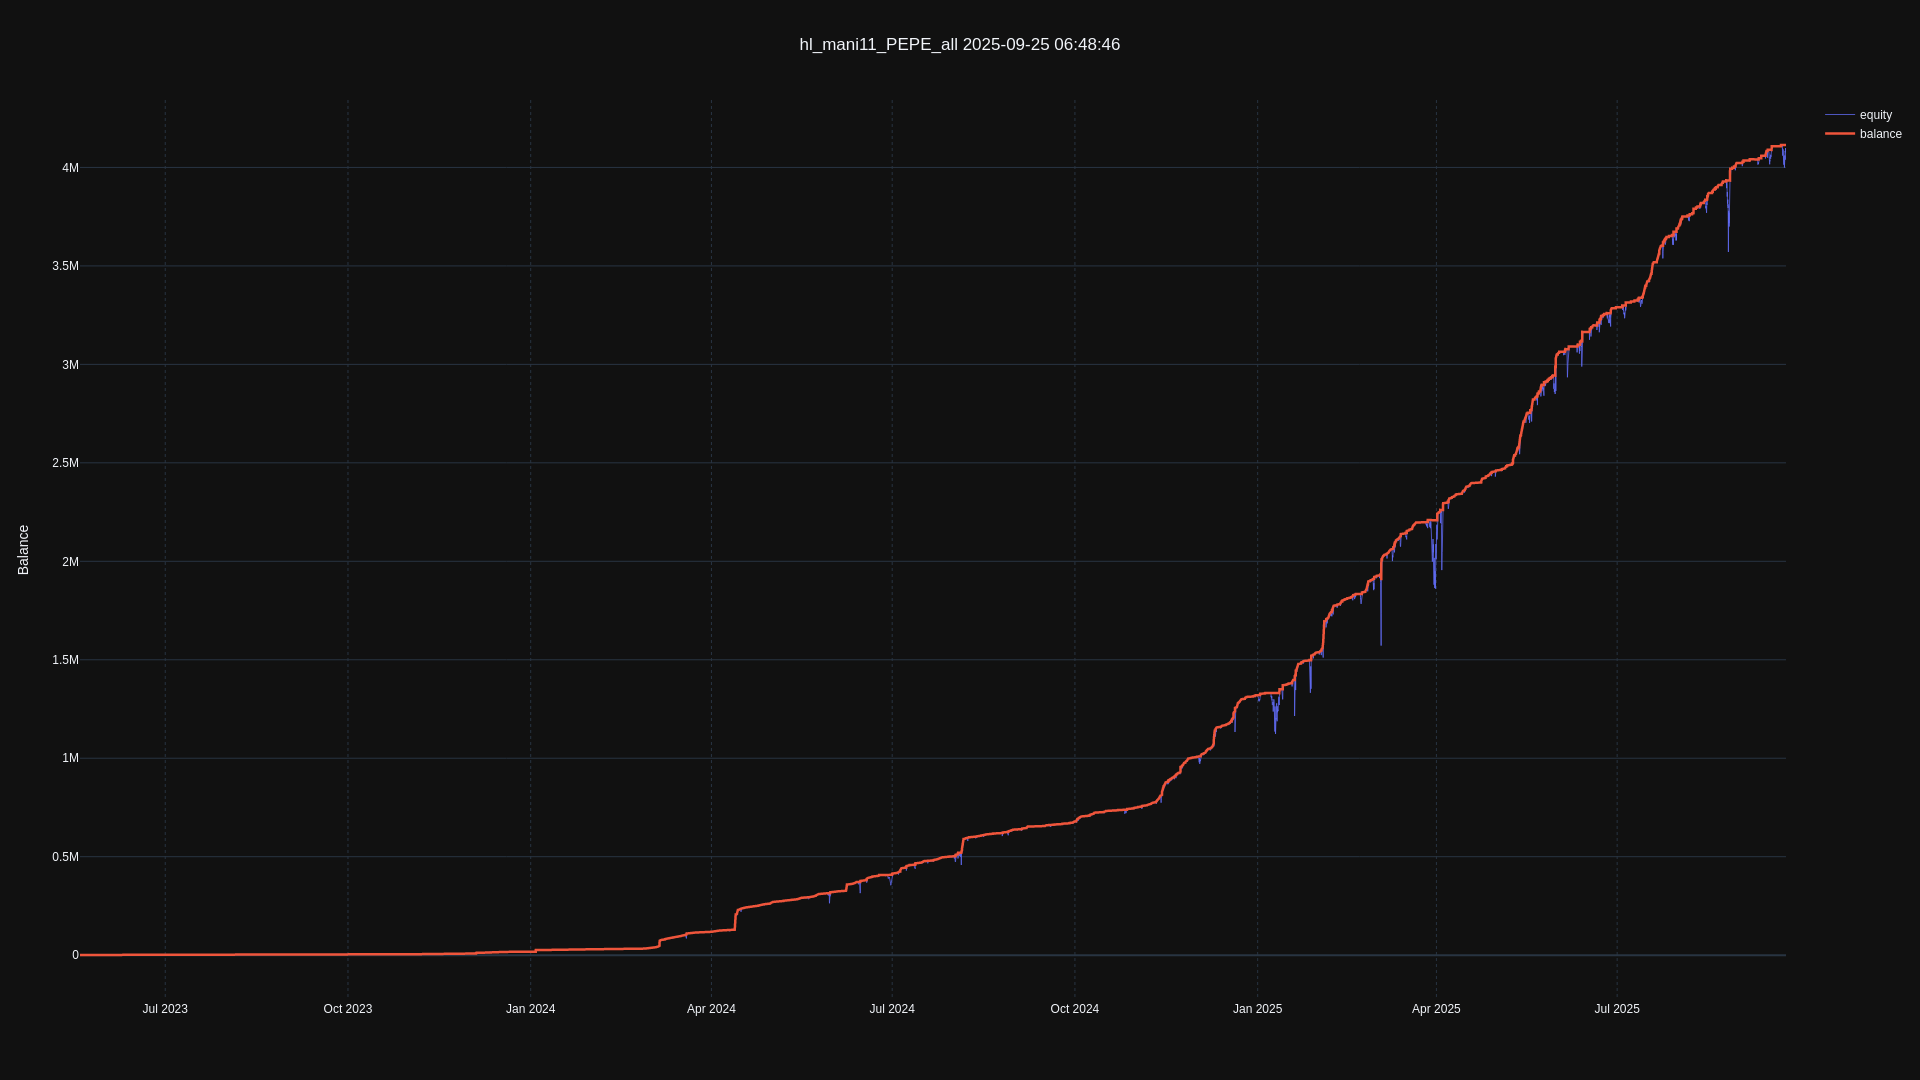 hl_mani11_PEPE_all 2025-09-25 06:48:46
equity
balance
Balance
4M
3.5M
3M
2.5M
2M
1.5M
1M
0.5M
0
Jul 2023
Oct 2023
Jan 2024
Apr 2024
Jul 2024
Oct 2024
Jan 2025
Apr 2025
Jul 2025